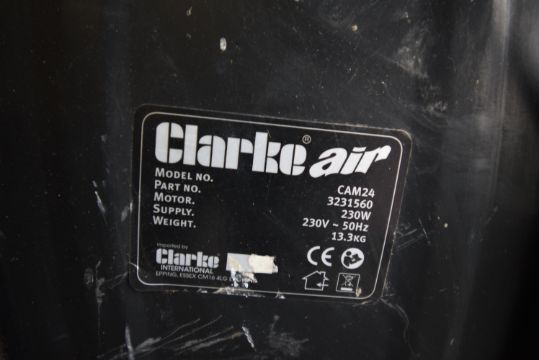 Clarke® air
MODEL NO. CAM24
PART NO. 3231560
MOTOR. 230W
SUPPLY. 230V ~ 50Hz
WEIGHT. 13.3KG
Imported by
Clarke
INTERNATIONAL
EPPING, ESSEX CM16 4LG
CE